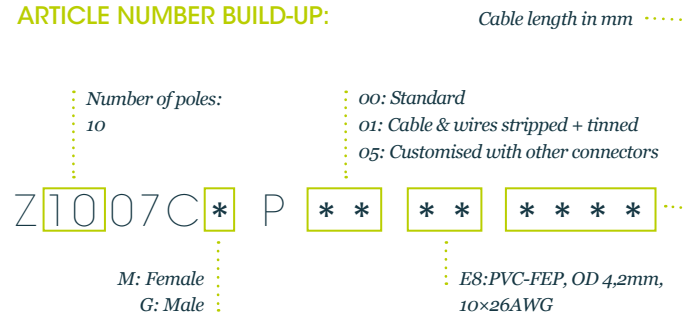 ARTICLE NUMBER BUILD-UP:
Cable length in mm
Number of poles:
10
00: Standard
01: Cable & wires stripped + tinned
05: Customised with other connectors
Z1007C* P ** ** ****
M: Female
G: Male
E8:PVC-FEP, OD 4,2mm,
10×26AWG